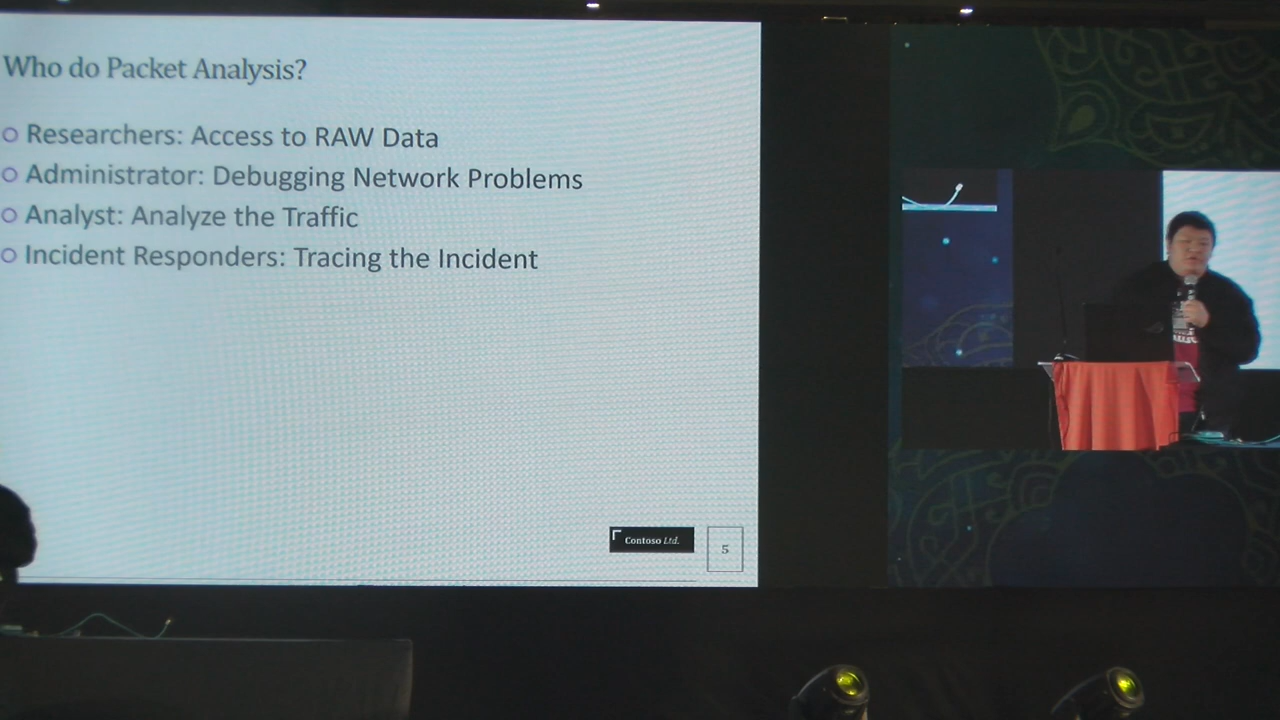 Who do Packet Analysis?
Researchers: Access to RAW Data
Administrator: Debugging Network Problems
Analyst: Analyze the Traffic
Incident Responders: Tracing the Incident
Contoso Ltd.
5